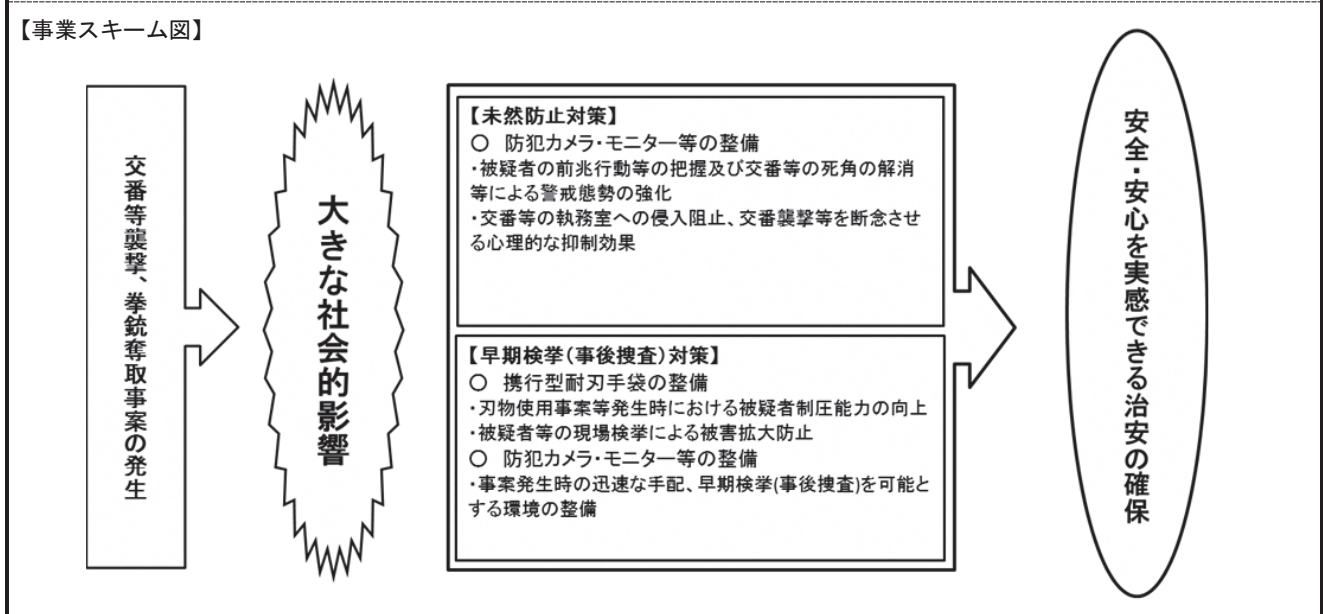 【事業スキーム図】
交番等襲撃、拳銃奪取事案の発生
大きな社会的影響
【未然防止対策】
○ 防犯カメラ・モニター等の整備
・被疑者の前兆行動等の把握及び交番等の死角の解消
等による警戒態勢の強化
・交番等の執務室への侵入阻止、交番襲撃等を断念させ
る心理的な抑制効果
【早期検挙(事後捜査)対策】
○ 携行型耐刃手袋の整備
・刃物使用事案等発生時における被疑者制圧能力の向上
・被疑者等の現場検挙による被害拡大防止
○ 防犯カメラ・モニター等の整備
・事案発生時の迅速な手配、早期検挙(事後捜査)を可能と
する環境の整備
安全・安心を実感できる治安の確保